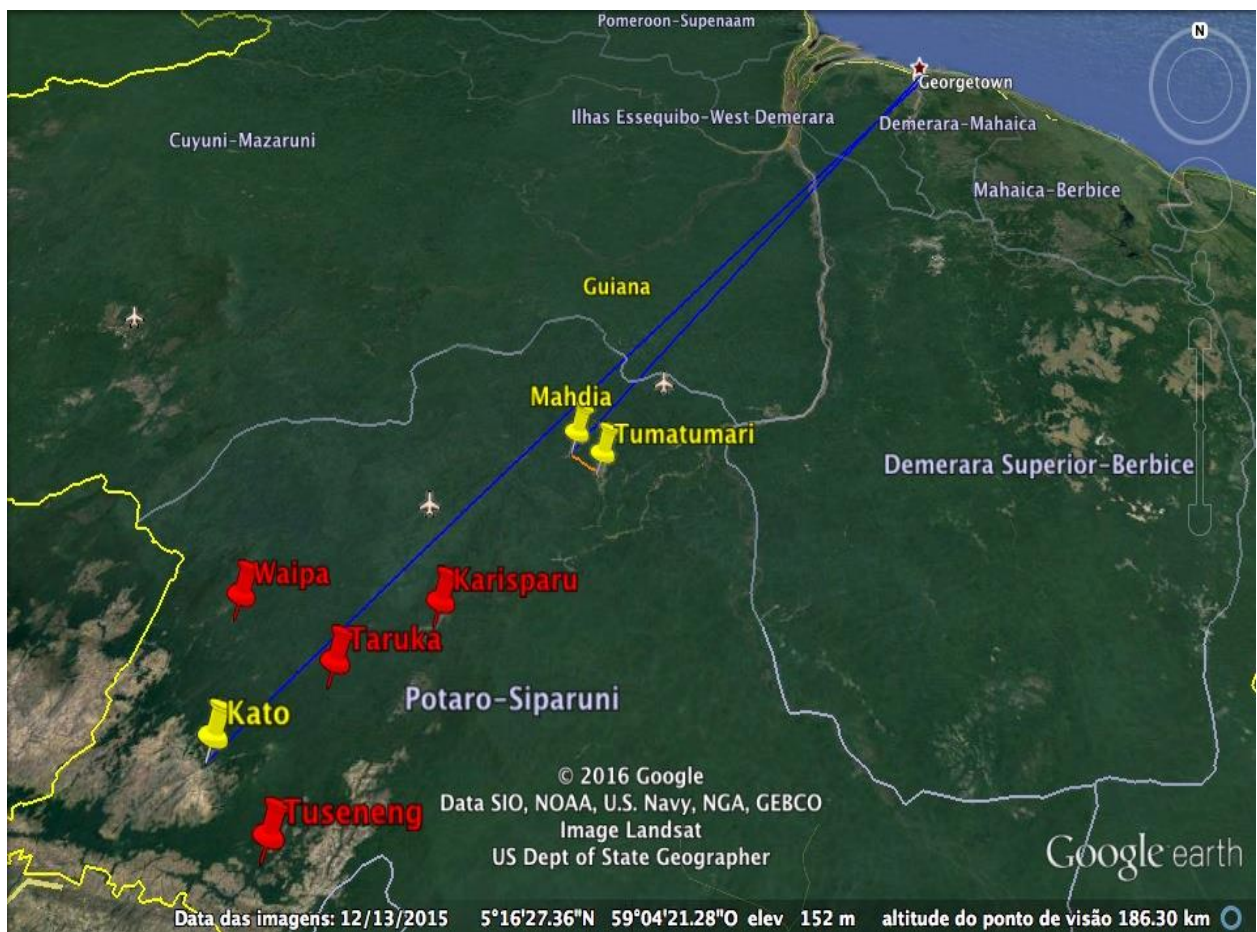 Pomeroon-Supenaam
N
Georgetown
Ilhas Essequibo-West Demerara
Demerara-Mahaica
Cuyuni-Mazaruni
Mahaica-Berbice
Guiana
Mahdia
Tumatumari
Demerara Superior-Berbice
Waipa
Karisparu
Taruka
Potaro-Siparuni
Kato
© 2016 Google
Data SIO, NOAA, U.S. Navy, NGA, GEBCO
Image Landsat
US Dept of State Geographer
Tuseneng
Google earth
Data das imagens: 12/13/2015 5°16'27.36"N 59°04'21.28"O elev 152 m altitude do ponto de visão 186.30 km